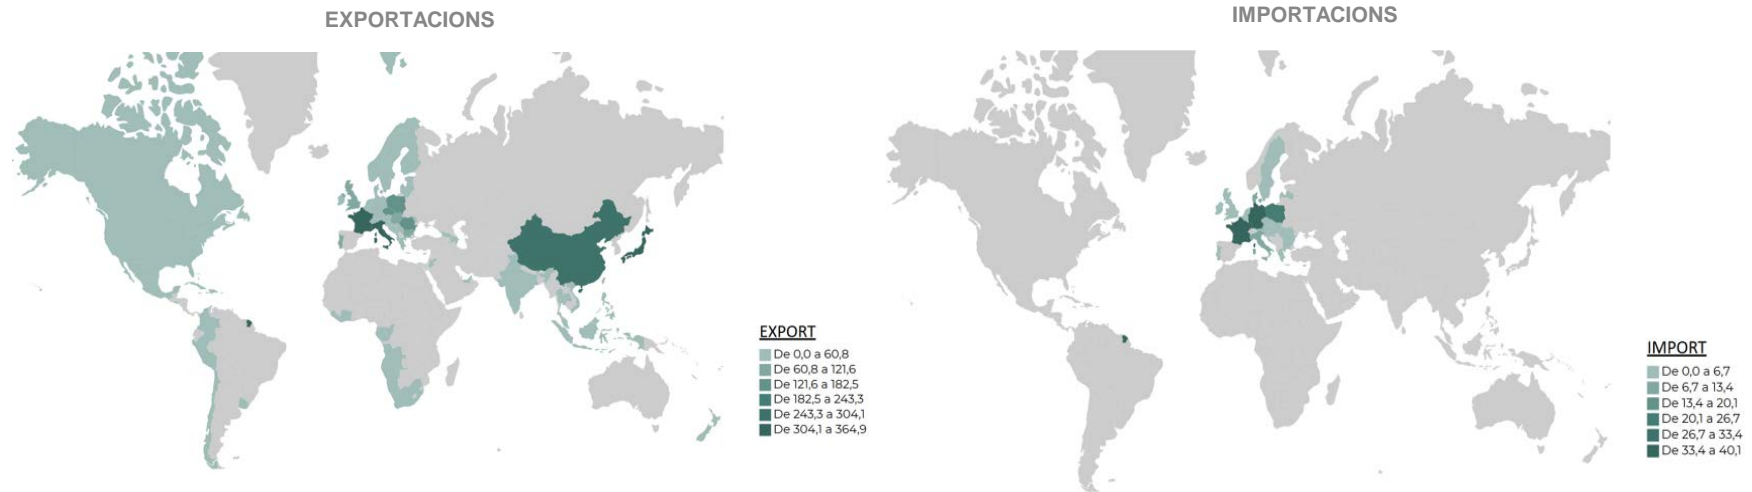 EXPORTACIONS
IMPORTACIONS
EXPORT
De 0,0 a 60,8
De 60,8 a 121,6
De 121,6 a 182,5
De 182,5 a 243,3
De 243,3 a 304,1
De 304,1 a 364,9
IMPORT
De 0,0 a 6,7
De 6,7 a 13,4
De 13,4 a 20,1
De 20,1 a 26,7
De 26,7 a 33,4
De 33,4 a 40,1